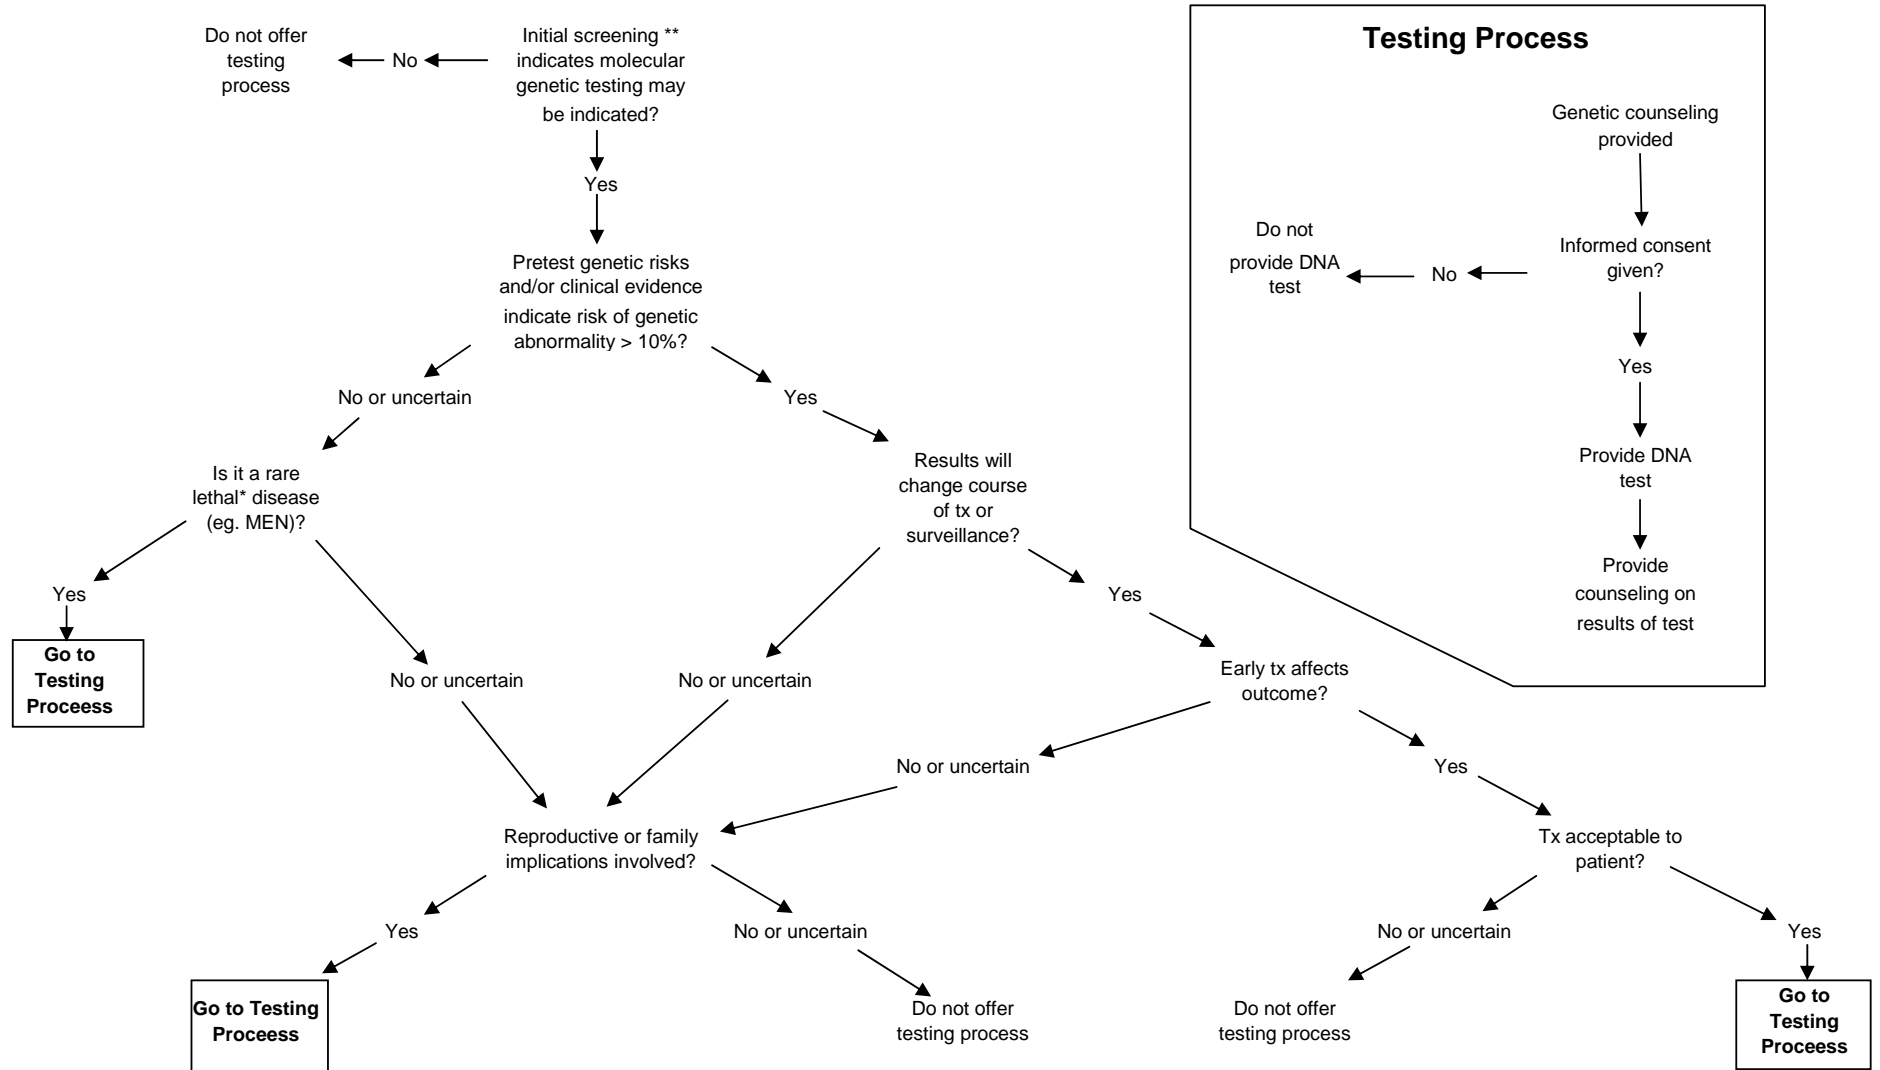 Do not offer
testing
process
No
Initial screening **
indicates molecular
genetic testing may
be indicated?
Yes
Pretest genetic risks
and/or clinical evidence
indicate risk of genetic
abnormality > 10%?
No or uncertain
Yes
Is it a rare
lethal* disease
(eg. MEN)?
Results will
change course
of tx or
surveillance?
Yes
Go to
Testing
Proceess
No or uncertain
No or uncertain
Yes
Early tx affects
outcome?
No or uncertain
Yes
Reproductive or family
implications involved?
Tx acceptable to
patient?
Yes
No or uncertain
No or uncertain
Yes
Go to Testing
Proceess
Do not offer
testing process
Do not offer
testing process
Go to
Testing
Proceess
Testing Process
Genetic counseling
provided
Informed consent
given?
No
Do not
provide DNA
test
Yes
Provide DNA
test
Provide
counseling on
results of test